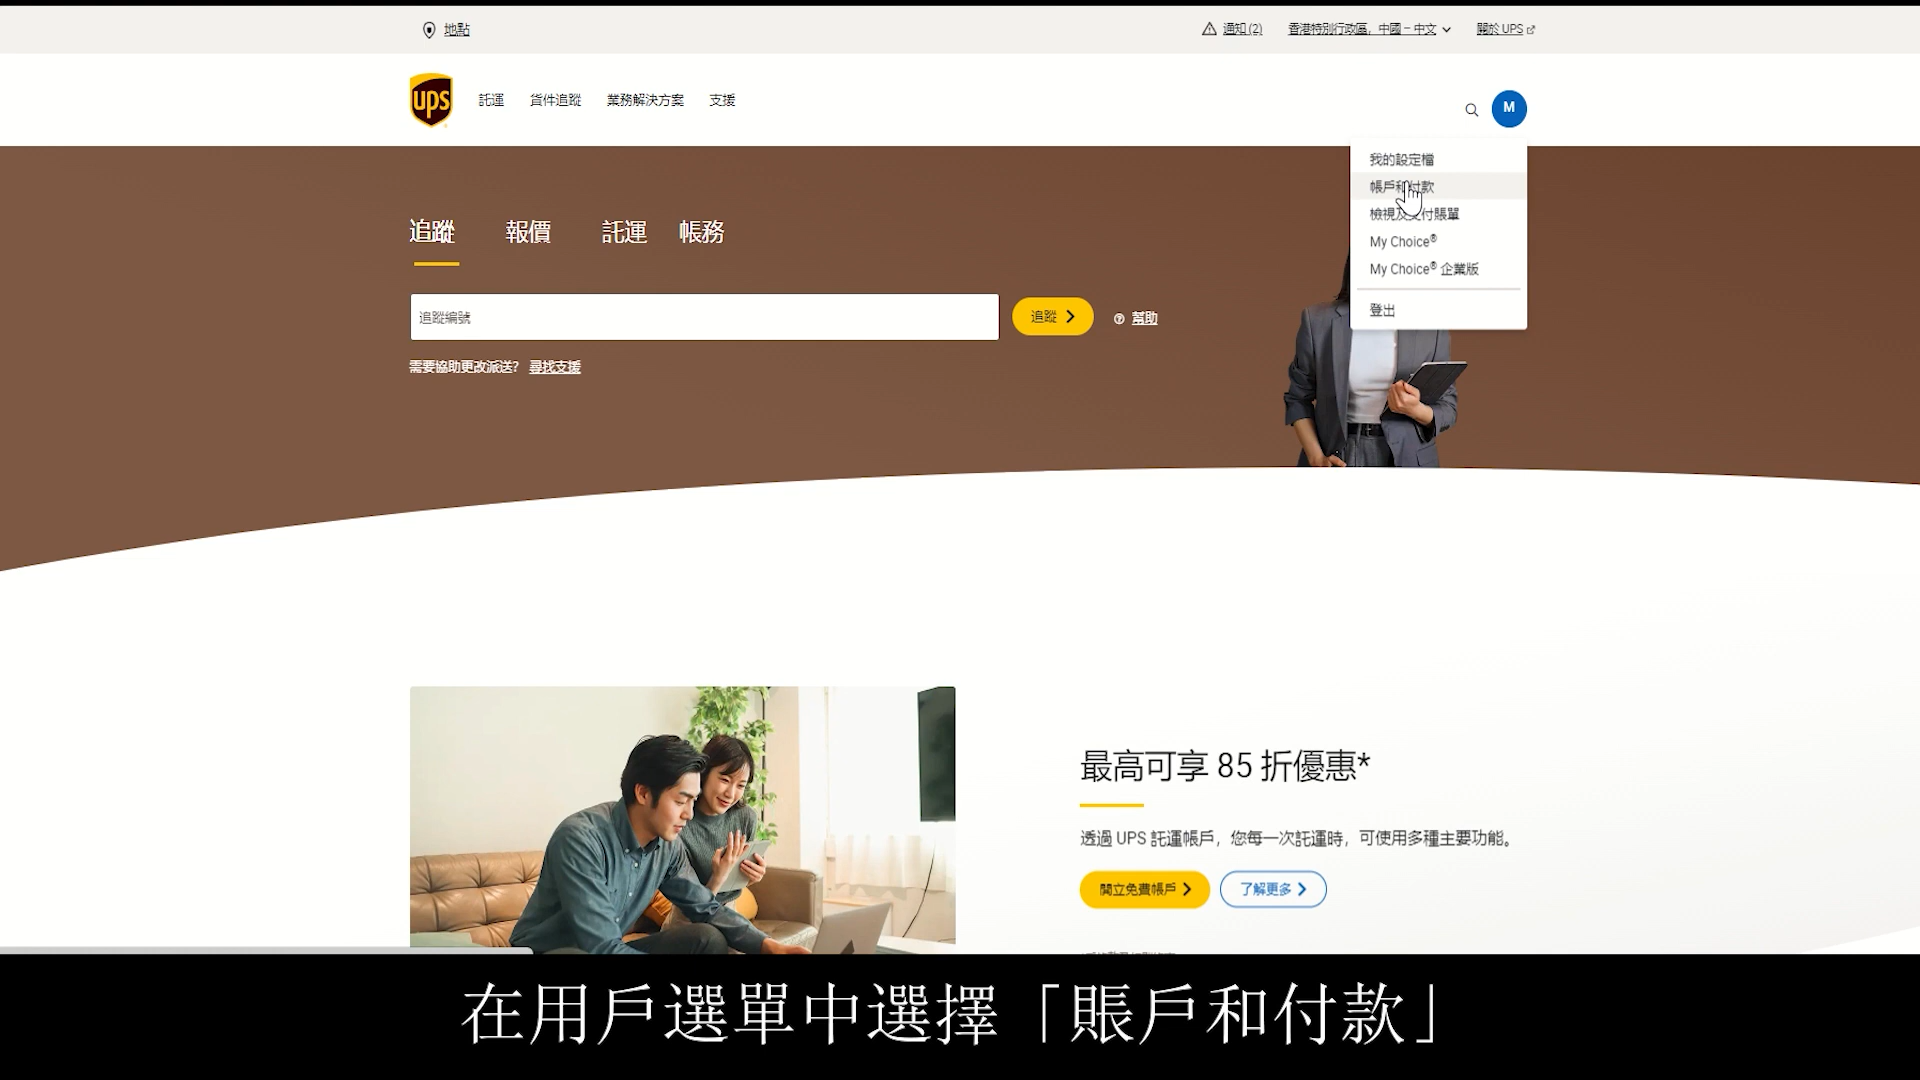 地點
通知 (2)
香港特別行政區，中國 – 中文
關於 UPS
ups
託運
貨件追蹤
業務解決方案
支援
M
我的設定檔
帳戶和付款
檢視及支付賬單
My Choice®
My Choice® 企業版
登出
追蹤
報價
託運
帳務
追蹤編號
追蹤
幫助
需要協助更改派送？ 尋找支援
最高可享 85 折優惠*
透過 UPS 託運帳戶，您每一次託運時，可使用多種主要功能。
開立免費帳戶
了解更多
在用戶選單中選擇「賬戶和付款」